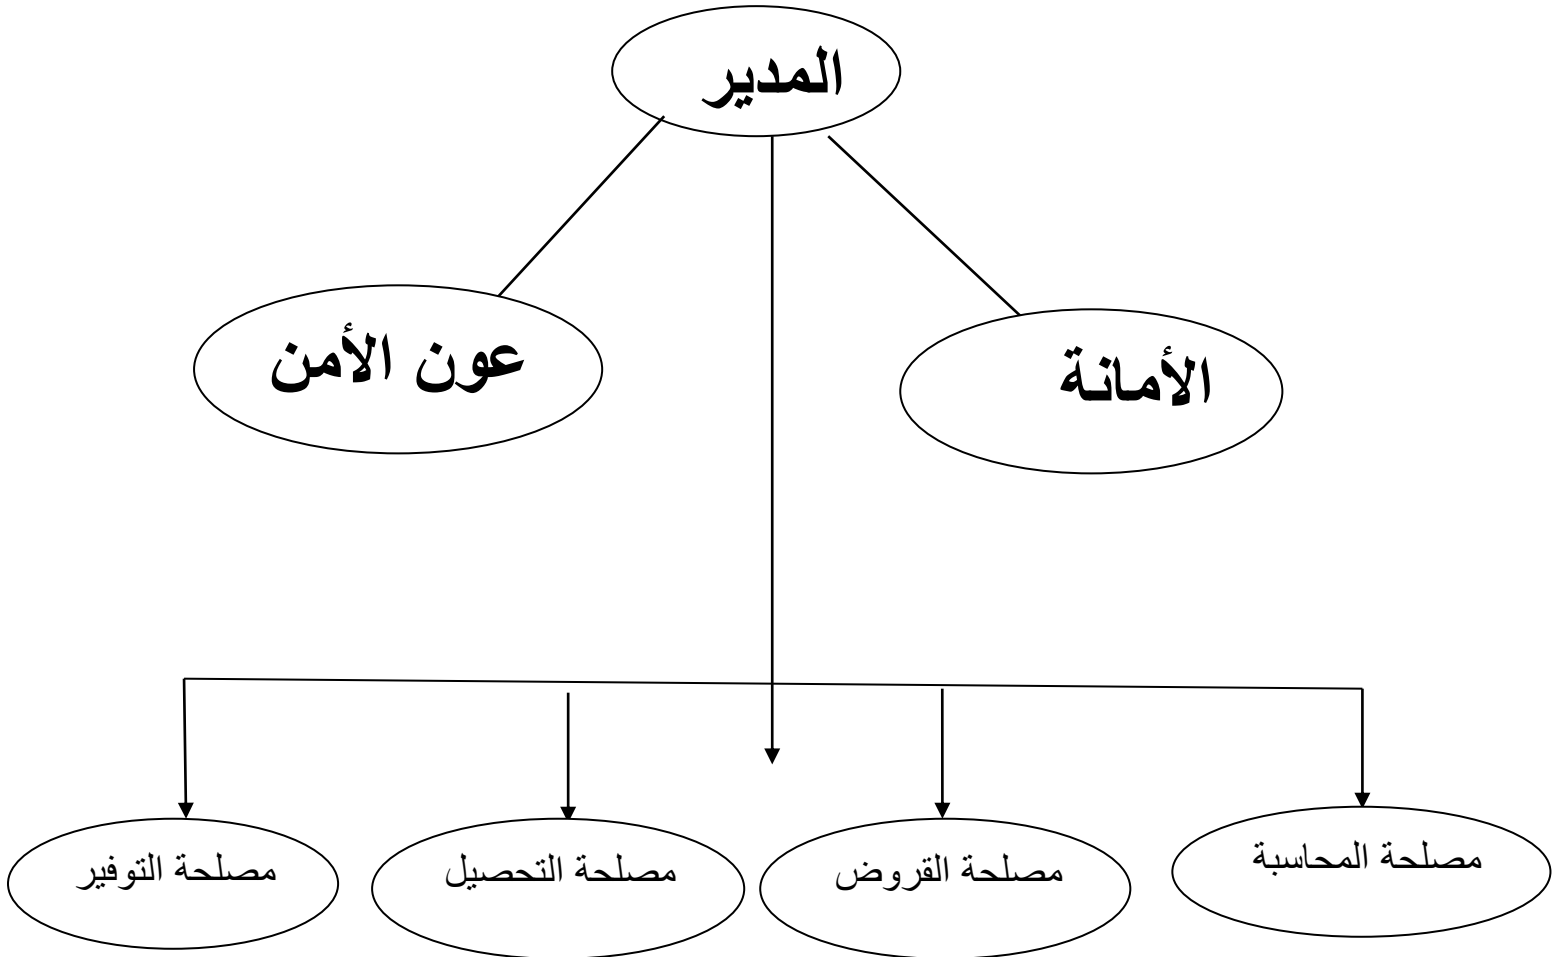 المدير
الأمانة
عون الأمن
مصلحة المحاسبة
مصلحة القروض
مصلحة التحصيل
مصلحة التوفير